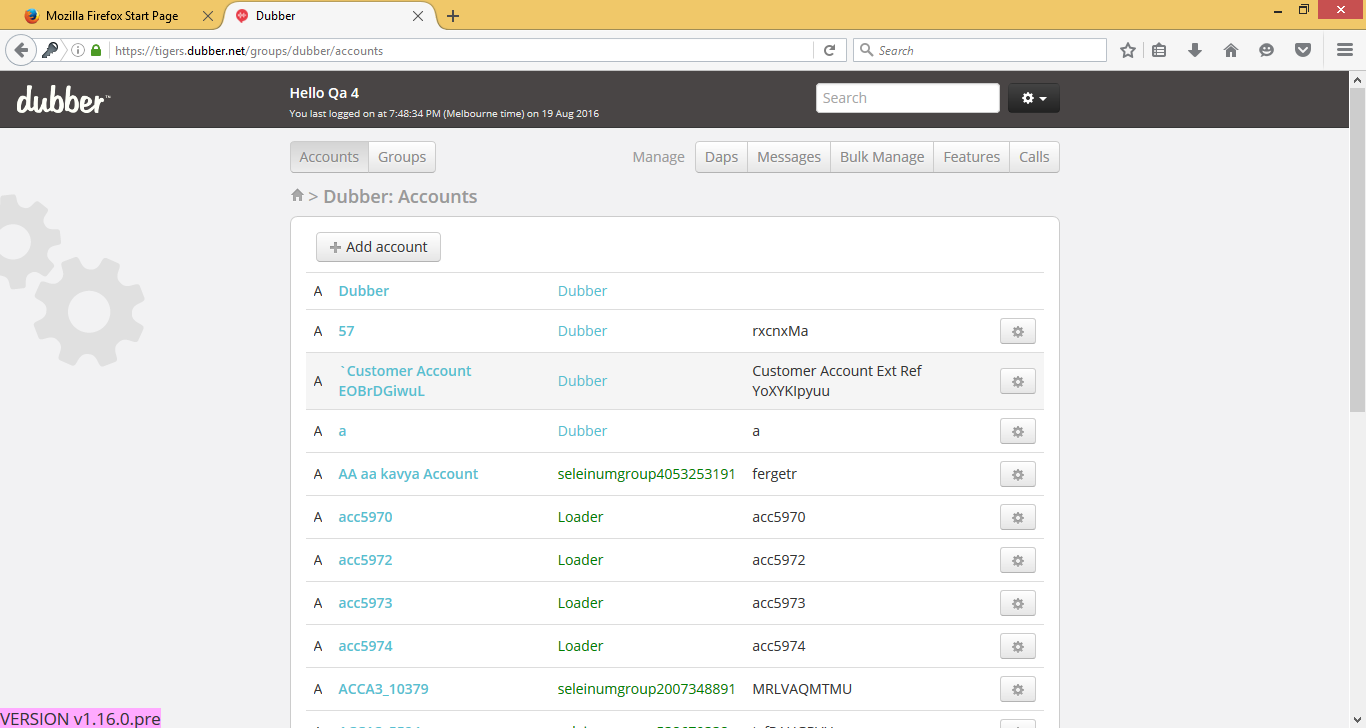 Mozilla Firefox Start Page
Dubber
https://tigers.dubber.net/groups/dubber/accounts
Search
dubber™
Hello Qa 4
You last logged on at 7:48:34 PM (Melbourne time) on 19 Aug 2016
Search
Accounts Groups
Manage Daps Messages Bulk Manage Features Calls
> Dubber: Accounts
+ Add account
A Dubber Dubber
A 57 Dubber rxcnxMa
A `Customer Account EOBrDGiwuL Dubber Customer Account Ext Ref YoXYKIpyuu
A a Dubber a
A AA aa kavya Account seleinumgroup4053253191 fergetr
A acc5970 Loader acc5970
A acc5972 Loader acc5972
A acc5973 Loader acc5973
A acc5974 Loader acc5974
A ACCA3_10379 seleinumgroup2007348891 MRLVAQMTMU
VERSION v1.16.0.pre